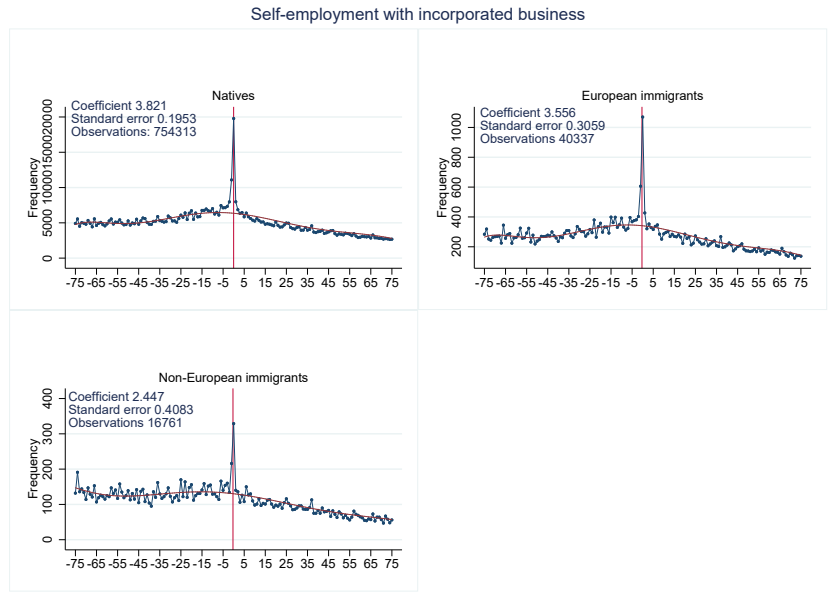 Self-employment with incorporated business
Natives
Coefficient 3.821
Standard error 0.1953
Observations: 754313
Frequency
0 5000 10000 15000 20000
-75 -65 -55 -45 -35 -25 -15 -5 5 15 25 35 45 55 65 75
European immigrants
Coefficient 3.556
Standard error 0.3059
Observations 40337
Frequency
200 400 600 800 1000
-75 -65 -55 -45 -35 -25 -15 -5 5 15 25 35 45 55 65 75
Non-European immigrants
Coefficient 2.447
Standard error 0.4083
Observations 16761
Frequency
0 100 200 300 400
-75 -65 -55 -45 -35 -25 -15 -5 5 15 25 35 45 55 65 75